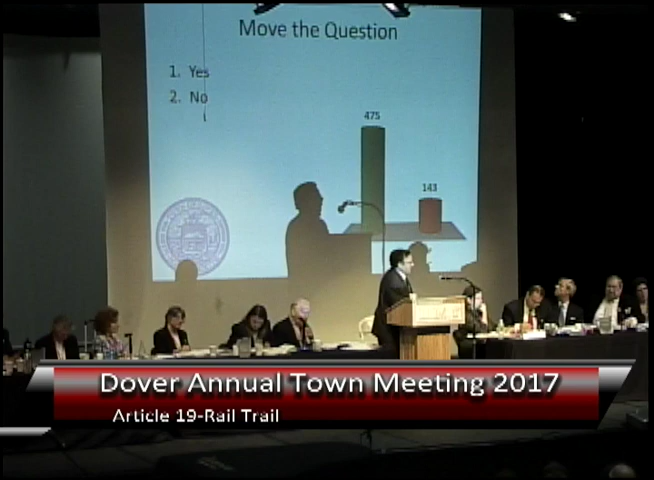 Move the Question
1. Yes
2. No
475
143
Dover Annual Town Meeting 2017
Article 19-Rail Trail